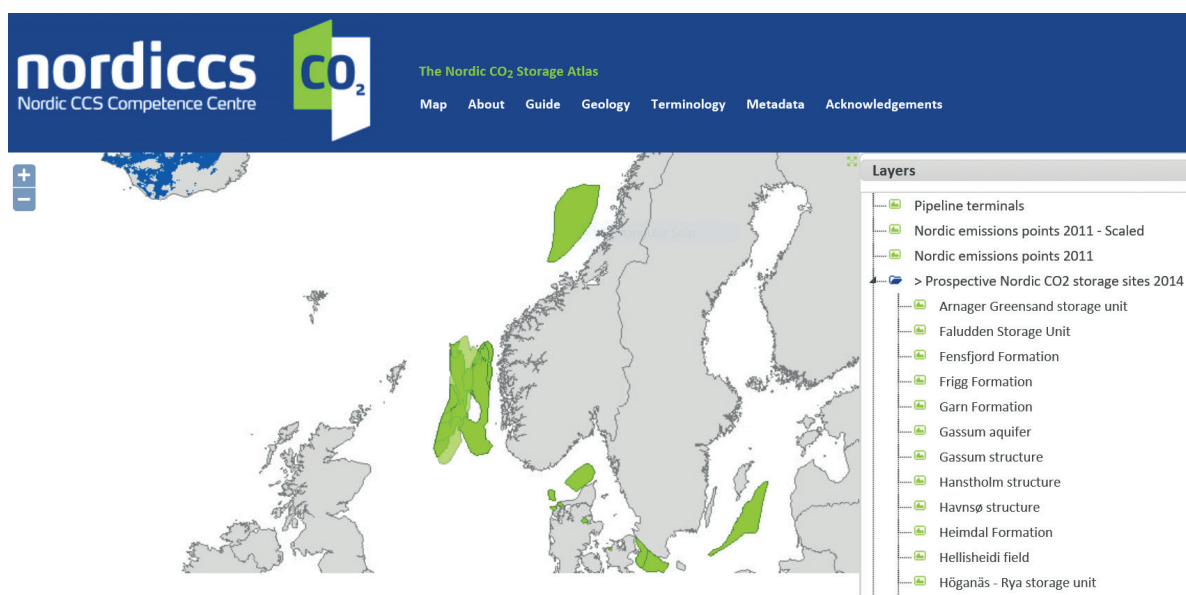 nordiccs
Nordic CCS Competence Centre
CO2
The Nordic CO2 Storage Atlas
Map About Guide Geology Terminology Metadata Acknowledgements
+
−
Layers
Pipeline terminals
Nordic emissions points 2011 - Scaled
Nordic emissions points 2011
> Prospective Nordic CO2 storage sites 2014
Arnager Greensand storage unit
Faludden Storage Unit
Fensfjord Formation
Frigg Formation
Garn Formation
Gassum aquifer
Gassum structure
Hanstholm structure
Havnsø structure
Heimdal Formation
Hellisheidi field
Höganäs - Rya storage unit